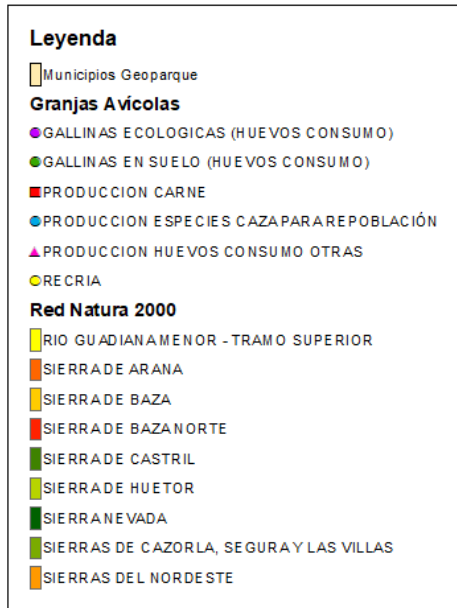 Leyenda
Municipios Geoparque
Granjas Avícolas
GALLINAS ECOLOGICAS (HUEVOS CONSUMO)
GALLINAS EN SUELO (HUEVOS CONSUMO)
PRODUCCION CARNE
PRODUCCION ESPECIES CAZA PARA REPOBLACIÓN
PRODUCCION HUEVOS CONSUMO OTRAS
RECRIA
Red Natura 2000
RIO GUADIANA MENOR - TRAMO SUPERIOR
SIERRA DE ARANA
SIERRA DE BAZA
SIERRA DE BAZA NORTE
SIERRA DE CASTRIL
SIERRA DE HUETOR
SIERRA NEVADA
SIERRAS DE CAZORLA, SEGURA Y LAS VILLAS
SIERRAS DEL NORDESTE